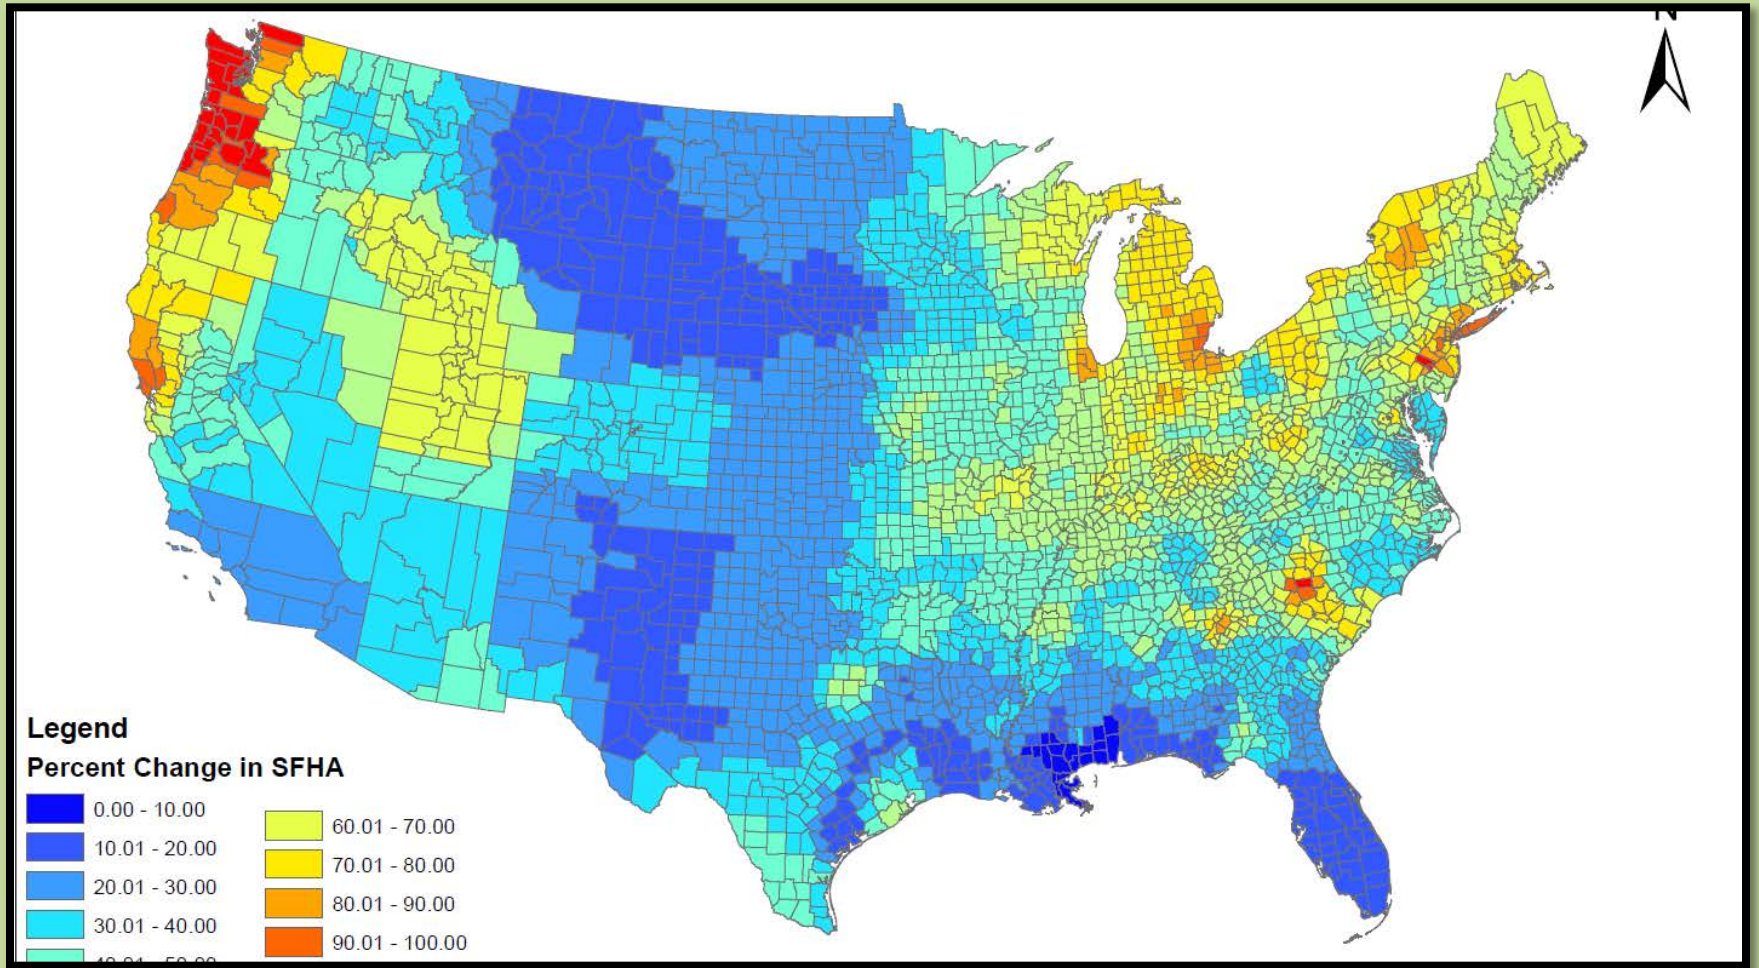 N
Legend
Percent Change in SFHA
0.00 - 10.00
10.01 - 20.00
20.01 - 30.00
30.01 - 40.00
60.01 - 70.00
70.01 - 80.00
80.01 - 90.00
90.01 - 100.00